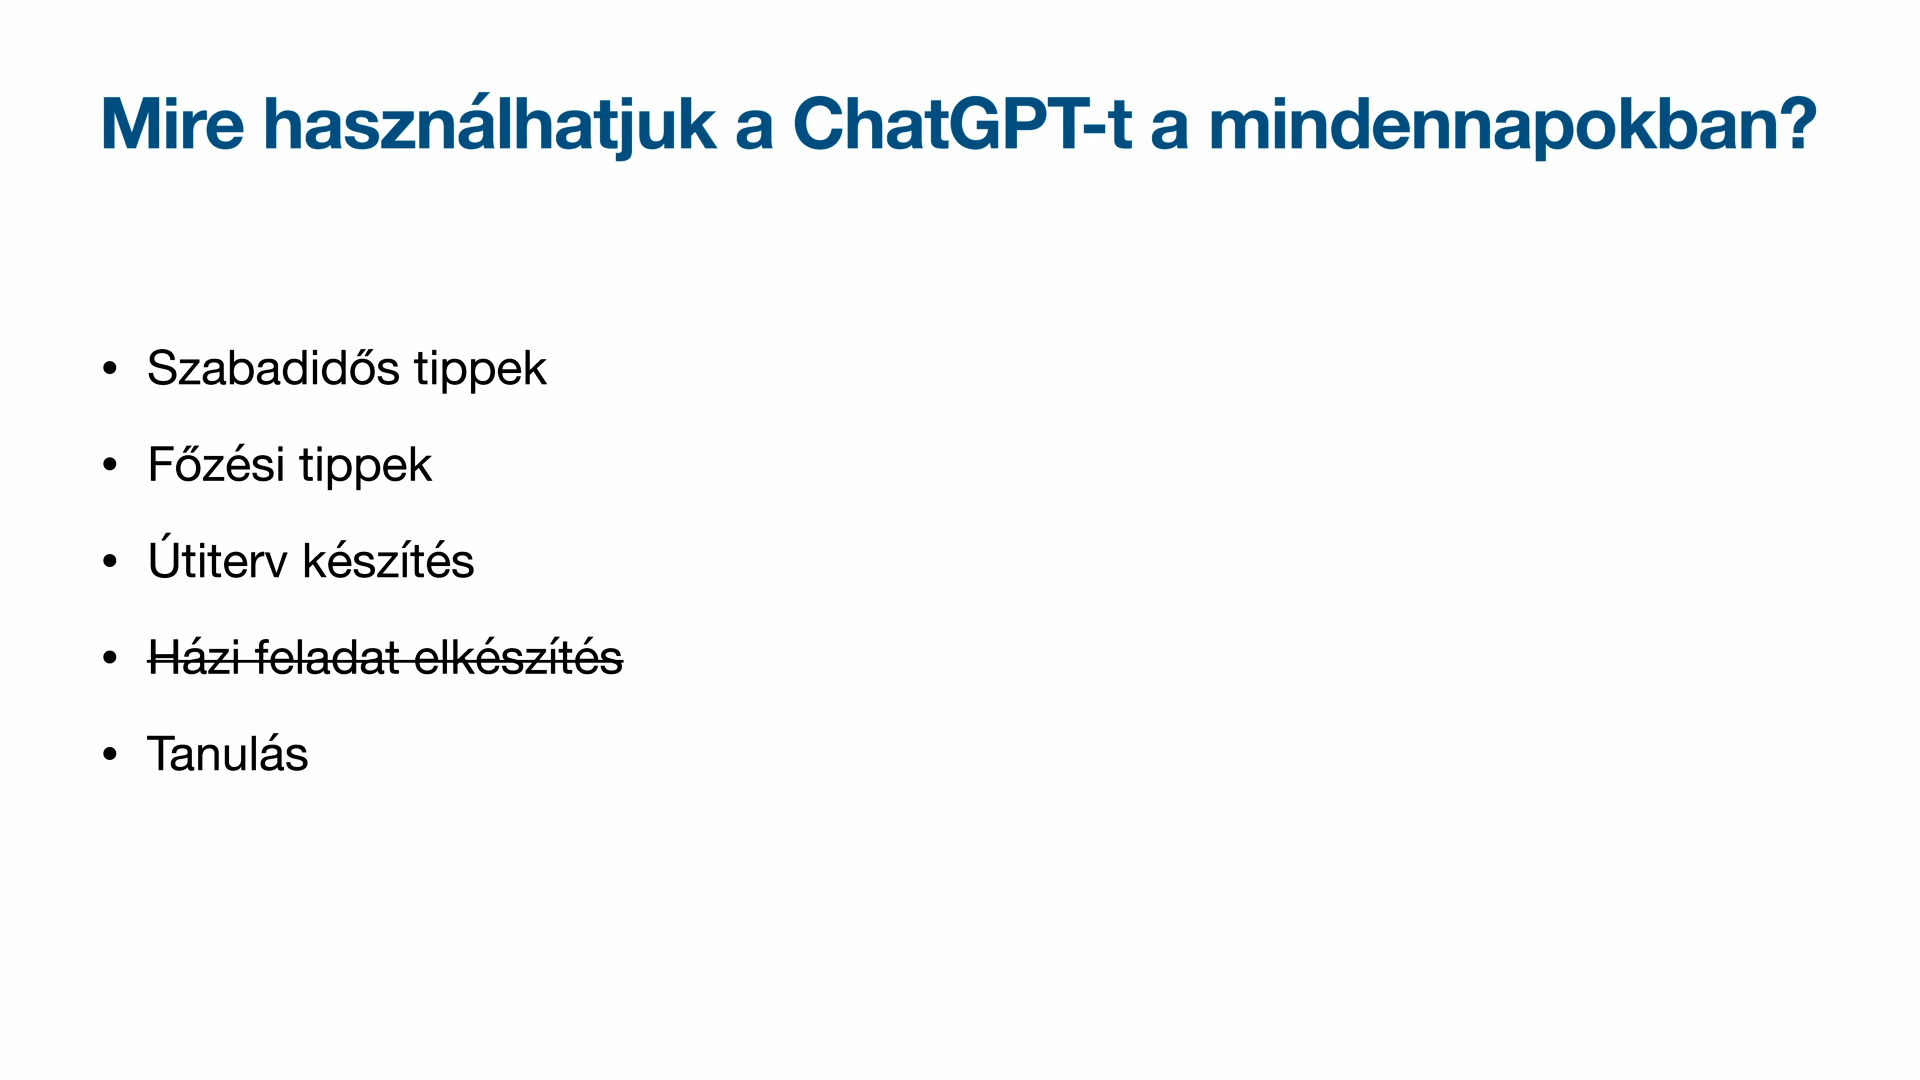 Mire használhatjuk a ChatGPT-t a mindennapokban?
• Szabadidős tippek
• Főzési tippek
• Útiterv készítés
• Házi feladat elkészítés
• Tanulás